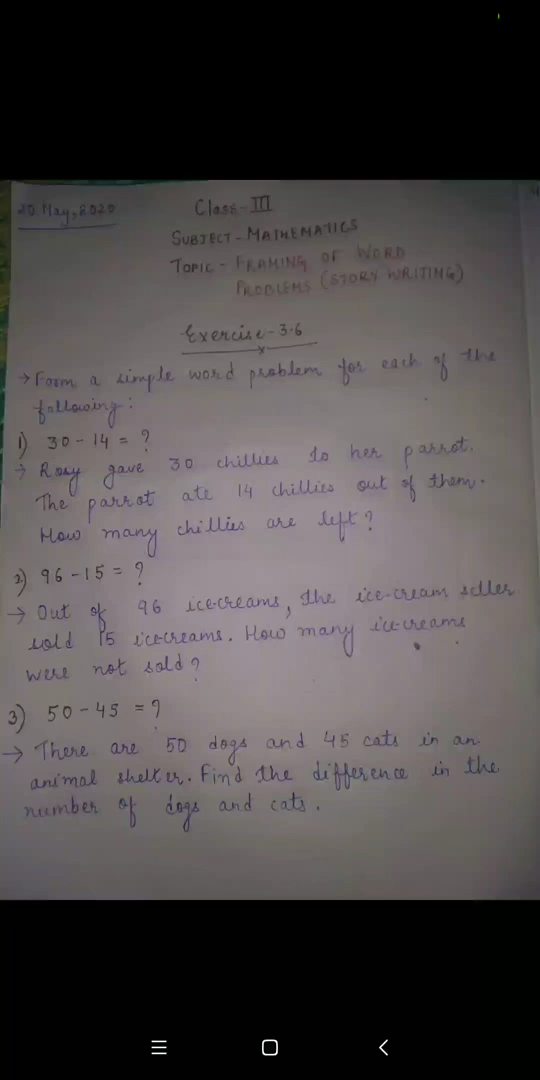 20 May, 2020
Class-III
SUBJECT - MATHEMATICS
TOPIC - FRAMING OF WORD
PROBLEMS (STORY WRITING)
Exercise-3.6
→ Form a simple word problem for each of the
following:
1) 30 - 14 = ?
→ Rosy gave 30 chillies to her parrot.
The parrot ate 14 chillies out of them.
How many chillies are left?
2) 96 - 15 = ?
→ Out of 96 ice-creams, the ice-cream seller
sold 15 ice-creams. How many ice-creams
were not sold?
3) 50 - 45 = ?
→ There are 50 dogs and 45 cats in an
animal shelter. Find the difference in the
number of dogs and cats.